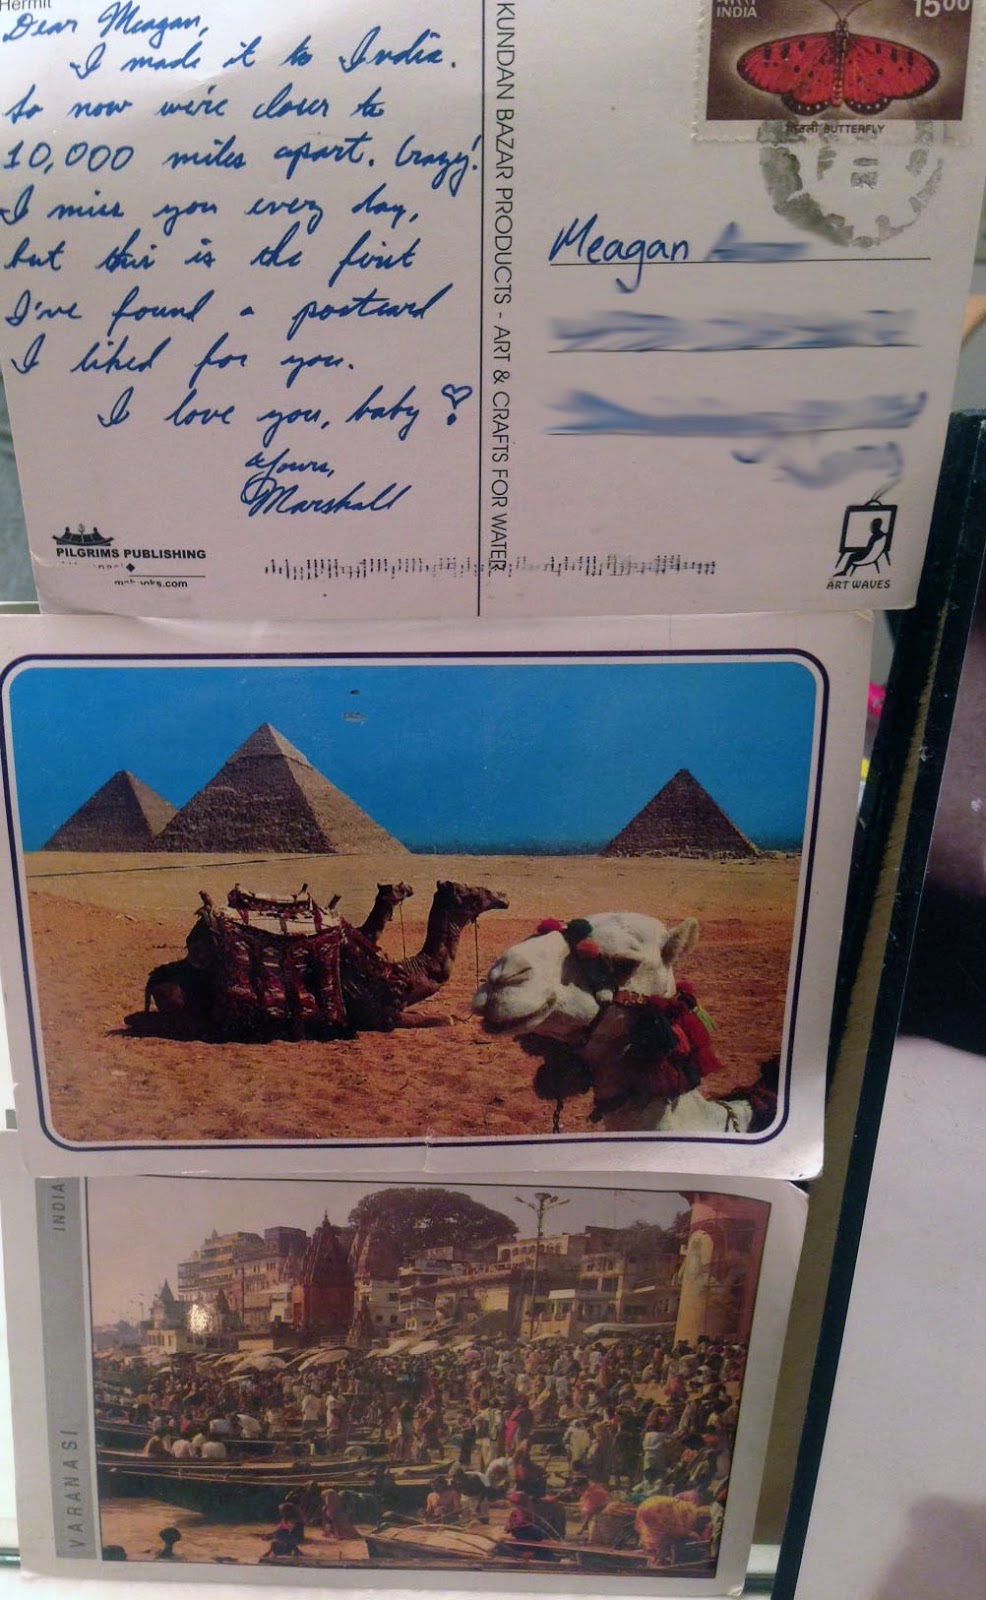 Hermit
Dear Meagan,
I made it to India.
So now we're closer to
10,000 miles apart. Crazy!
I miss you every day,
but this is the first
I've found a postcard
I liked for you.
I love you, baby
Yours,
Marshall
PILGRIMS PUBLISHING
KUNDAN BAZAR PRODUCTS - ART & CRAFTS FOR WATER
INDIA
1500
तितली BUTTERFLY
Meagan
ART WAVES
INDIA
VARANASI